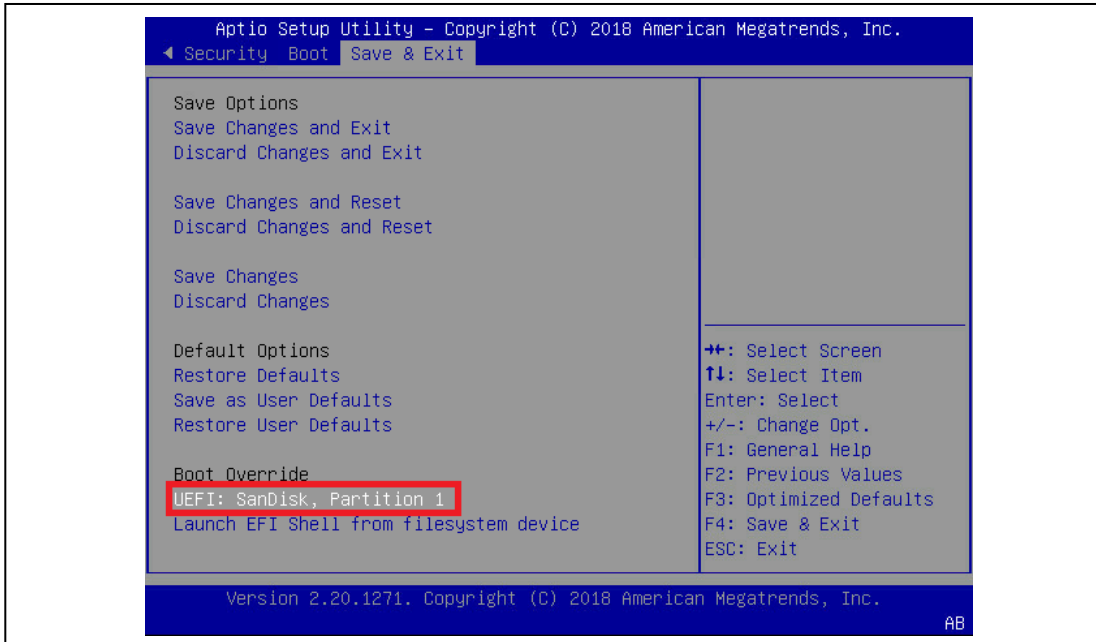 Aptio Setup Utility – Copyright (C) 2018 American Megatrends, Inc.
◄ Security Boot Save & Exit
Save Options
Save Changes and Exit
Discard Changes and Exit
Save Changes and Reset
Discard Changes and Reset
Save Changes
Discard Changes
Default Options
Restore Defaults
Save as User Defaults
Restore User Defaults
Boot Override
UEFI: SanDisk, Partition 1
Launch EFI Shell from filesystem device
→←: Select Screen
↑↓: Select Item
Enter: Select
+/-: Change Opt.
F1: General Help
F2: Previous Values
F3: Optimized Defaults
F4: Save & Exit
ESC: Exit
Version 2.20.1271. Copyright (C) 2018 American Megatrends, Inc.
AB